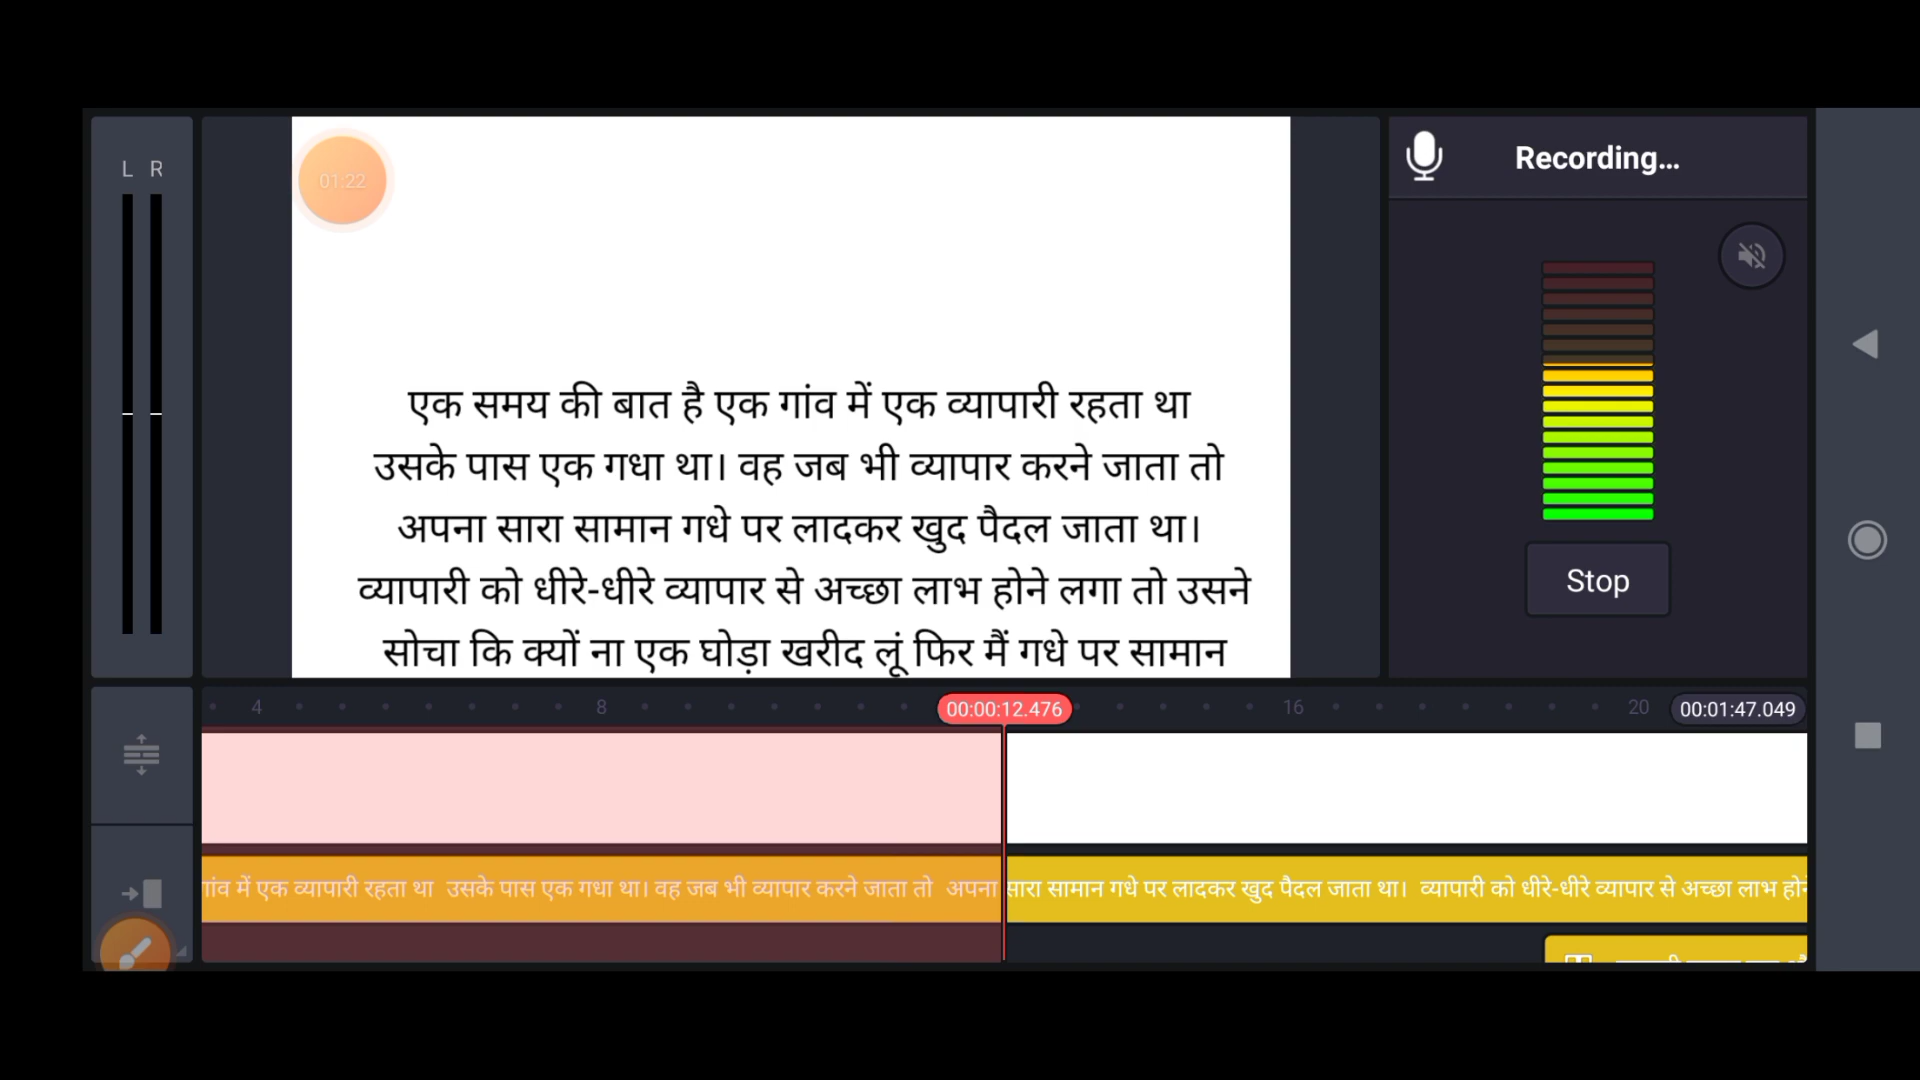 L R
01:22
Recording...
एक समय की बात है एक गांव में एक व्यापारी रहता था
उसके पास एक गधा था। वह जब भी व्यापार करने जाता तो
अपना सारा सामान गधे पर लादकर खुद पैदल जाता था।
व्यापारी को धीरे-धीरे व्यापार से अच्छा लाभ होने लगा तो उसने
सोचा कि क्यों ना एक घोड़ा खरीद लूं फिर मैं गधे पर सामान
Stop
4 8 00:00:12.476 16 20 00:01:47.049
में एक व्यापारी रहता था उसके पास एक गधा था। वह जब भी व्यापार करने जाता तो अपना सारा सामान गधे पर लादकर खुद पैदल जाता था। व्यापारी को धीरे-धीरे व्यापार से अच्छा लाभ